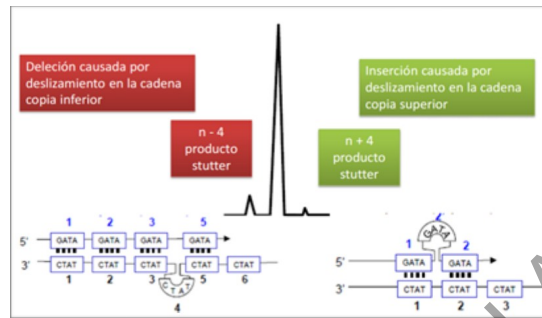 Deleción causada por
deslizamiento en la cadena
copia inferior
Inserción causada por
deslizamiento en la cadena
copia superior
n - 4
producto
stutter
n + 4
producto
stutter
1 2 3 5
5' GATA GATA GATA GATA
3' CTAT CTAT CTAT CTAT CTAT
1 2 3 5 6
CTAT
4
2'
GATA
1 2
5' GATA GATA
3' CTAT CTAT CTAT
1 2 3